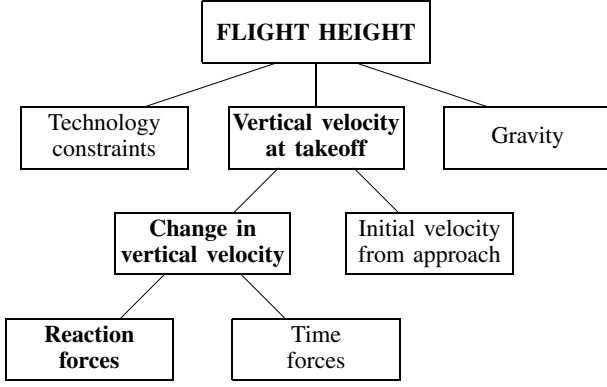 FLIGHT HEIGHT
Technology
constraints
Vertical velocity
at takeoff
Gravity
Change in
vertical velocity
Initial velocity
from approach
Reaction
forces
Time
forces